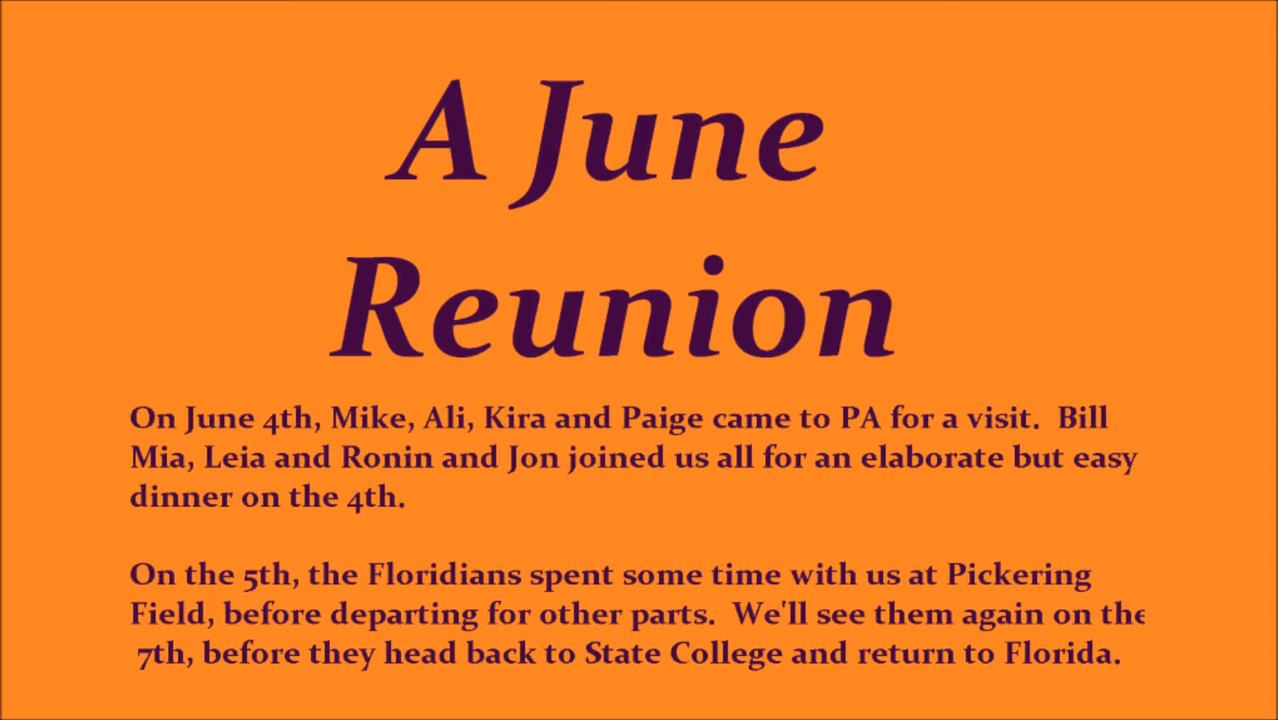 A June
Reunion
On June 4th, Mike, Ali, Kira and Paige came to PA for a visit.  Bill
Mia, Leia and Ronin and Jon joined us all for an elaborate but easy
dinner on the 4th.
On the 5th, the Floridians spent some time with us at Pickering
Field, before departing for other parts.  We'll see them again on the
7th, before they head back to State College and return to Florida.